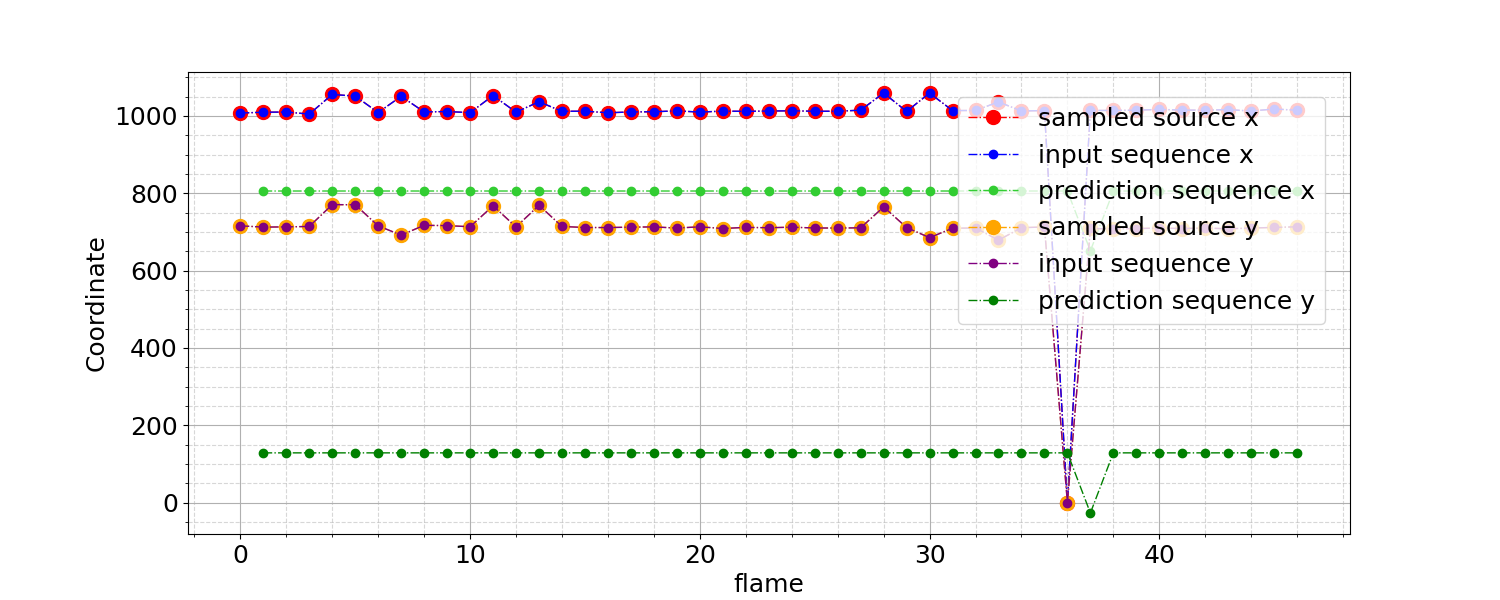 1000
800
600
400
200
0
Coordinate
0
10
20
30
40
flame
sampled source x
input sequence x
prediction sequence x
sampled source y
input sequence y
prediction sequence y